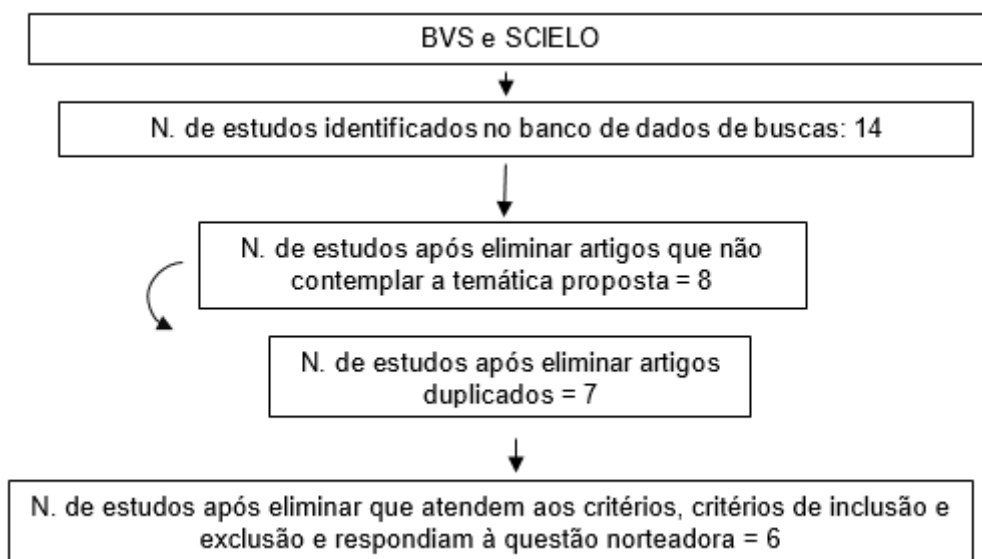 BVS e SCIELO
N. de estudos identificados no banco de dados de buscas: 14
N. de estudos após eliminar artigos que não
contemplar a temática proposta = 8
N. de estudos após eliminar artigos
duplicados = 7
N. de estudos após eliminar que atendem aos critérios, critérios de inclusão e
exclusão e respondiam à questão norteadora = 6